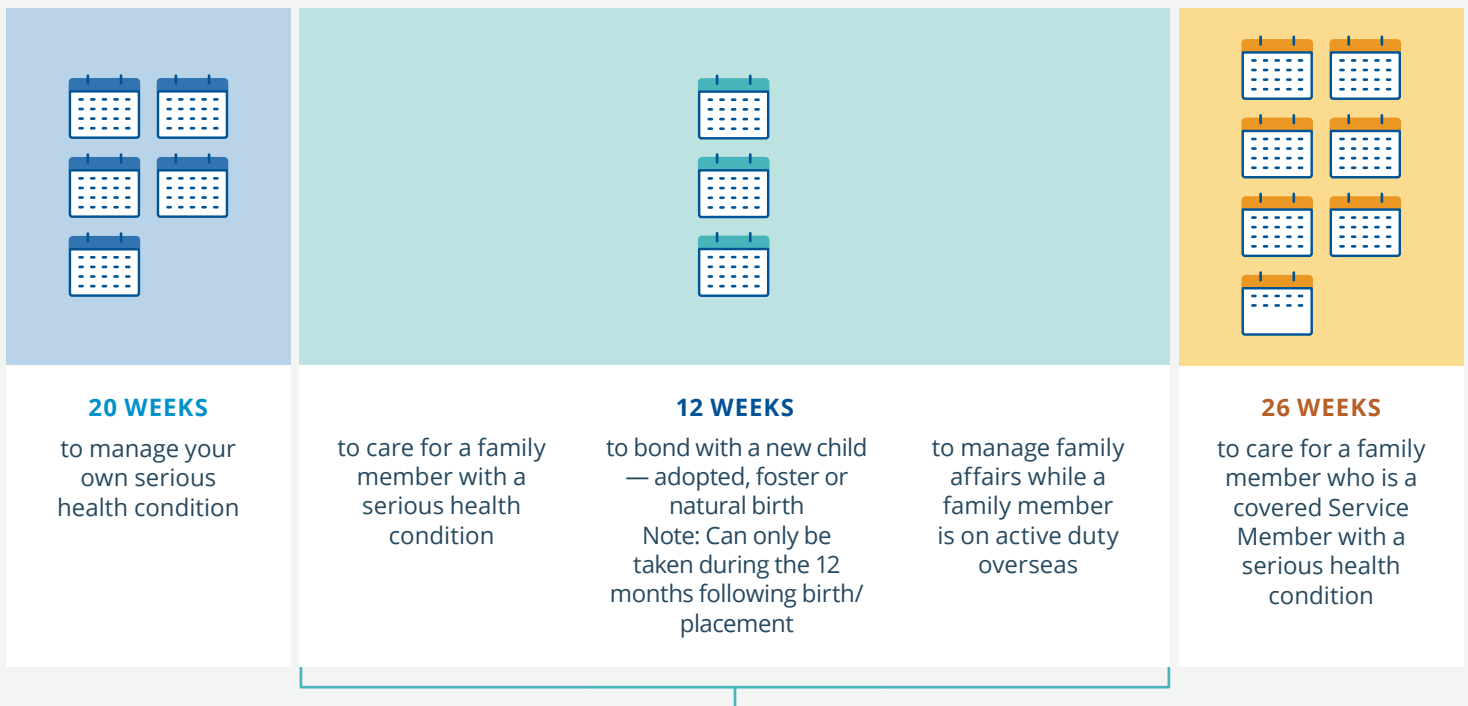 20 WEEKS
to manage your
own serious
health condition
12 WEEKS
to care for a family
member with a
serious health
condition
to bond with a new child
— adopted, foster or
natural birth
Note: Can only be
taken during the 12
months following birth/
placement
to manage family
affairs while a
family member
is on active duty
overseas
26 WEEKS
to care for a family
member who is a
covered Service
Member with a
serious health
condition